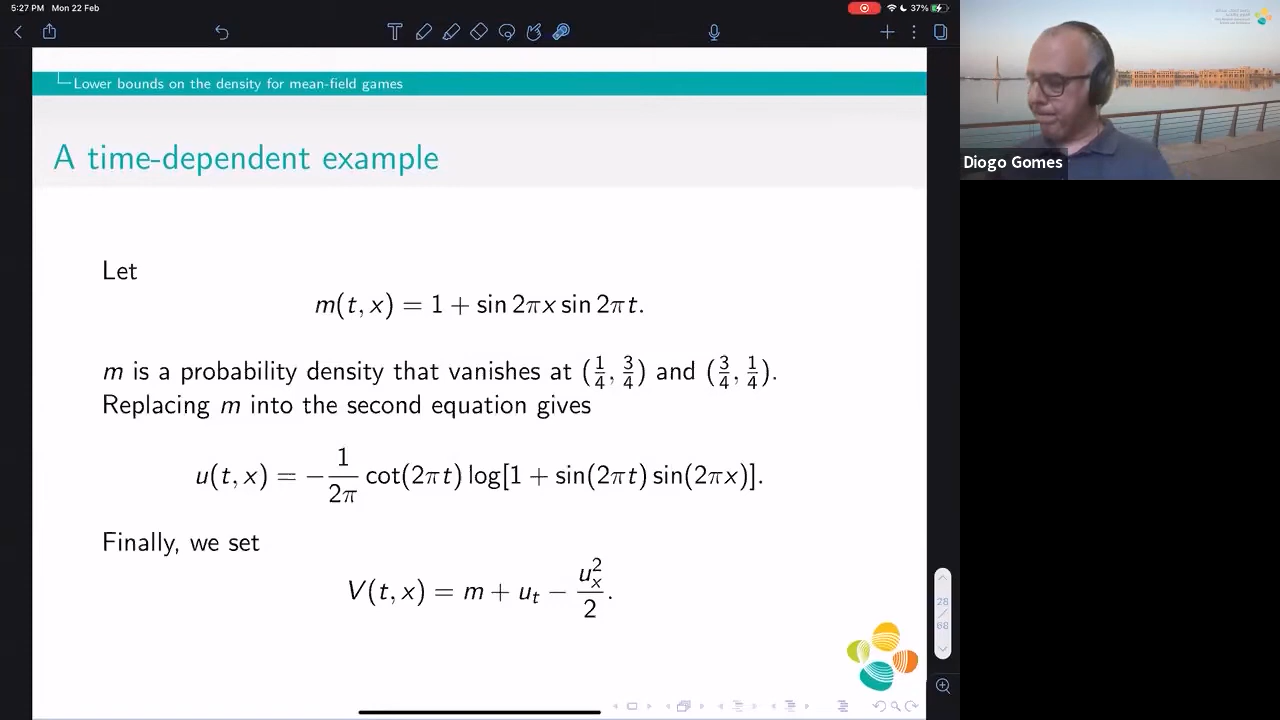 5:27 PM Mon 22 Feb
37%
Lower bounds on the density for mean-field games
A time-dependent example
Let
m(t, x) = 1 + sin 2πx sin 2πt.
m is a probability density that vanishes at (1/4, 3/4) and (3/4, 1/4).
Replacing m into the second equation gives
u(t, x) = −1/2π cot(2πt) log[1 + sin(2πt) sin(2πx)].
Finally, we set
V(t, x) = m + u_t − u_x^2/2.
28
/
68
Diogo Gomes